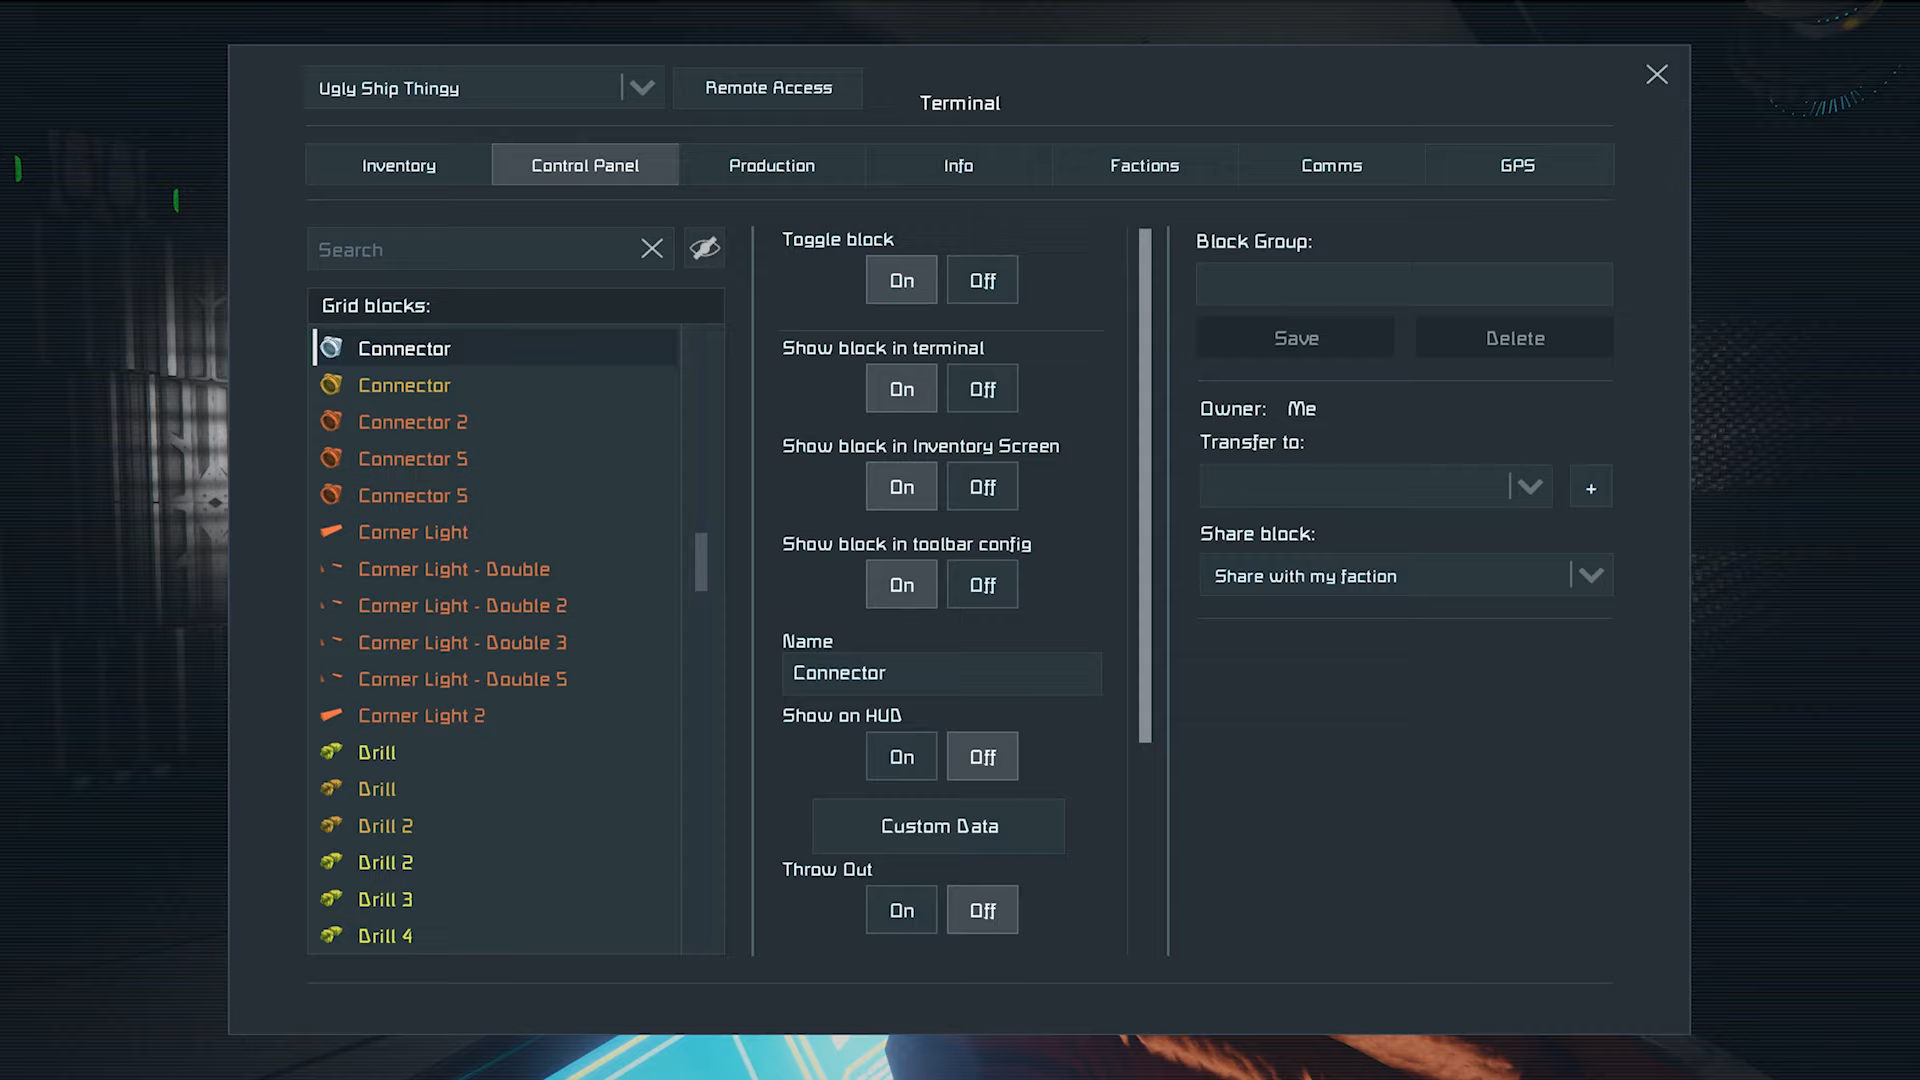 Ugly Ship Thingy
Remote Access
Terminal
Inventory
Control Panel
Production
Info
Factions
Comms
GPS
Search
Grid blocks:
Connector
Connector
Connector 2
Connector 5
Connector 5
Corner Light
Corner Light - Double
Corner Light - Double 2
Corner Light - Double 3
Corner Light - Double 5
Corner Light 2
Drill
Drill
Drill 2
Drill 2
Drill 3
Drill 4
Toggle block
On Off
Show block in terminal
On Off
Show block in Inventory Screen
On Off
Show block in toolbar config
On Off
Name
Connector
Show on HUD
On Off
Custom Data
Throw Out
On Off
Block Group:
Save
Delete
Owner: Me
Transfer to:
+
Share block:
Share with my faction